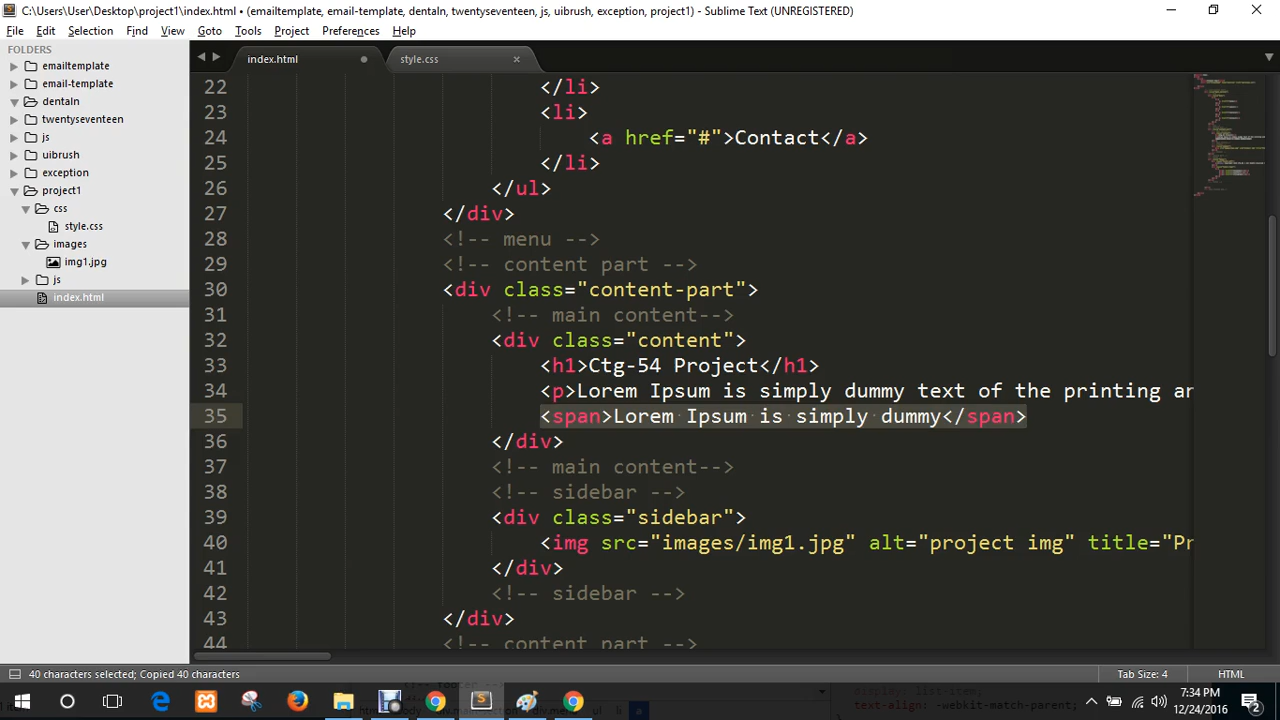 C:\Users\User\Desktop\project1\index.html • (emailtemplate, email-template, dentaln, twentyseventeen, js, uibrush, exception, project1) - Sublime Text (UNREGISTERED)
File Edit Selection Find View Goto Tools Project Preferences Help
FOLDERS
emailtemplate
email-template
dentaln
twentyseventeen
js
uibrush
exception
project1
css
style.css
images
img1.jpg
js
index.html
index.html
style.css
22 </li>
23 <li>
24 <a href="#">Contact</a>
25 </li>
26 </ul>
27 </div>
28 <!-- menu -->
29 <!-- content part -->
30 <div class="content-part">
31 <!-- main content-->
32 <div class="content">
33 <h1>Ctg-54 Project</h1>
34 <p>Lorem Ipsum is simply dummy text of the printing an
35 <span>Lorem Ipsum is simply dummy</span>
36 </div>
37 <!-- main content-->
38 <!-- sidebar -->
39 <div class="sidebar">
40 <img src="images/img1.jpg" alt="project img" title="Pr
41 </div>
42 <!-- sidebar -->
43 </div>
44 <!-- content part -->
40 characters selected; Copied 40 characters
Tab Size: 4
HTML
text-align: -webkit-match-parent;
7:34 PM
12/24/2016
2